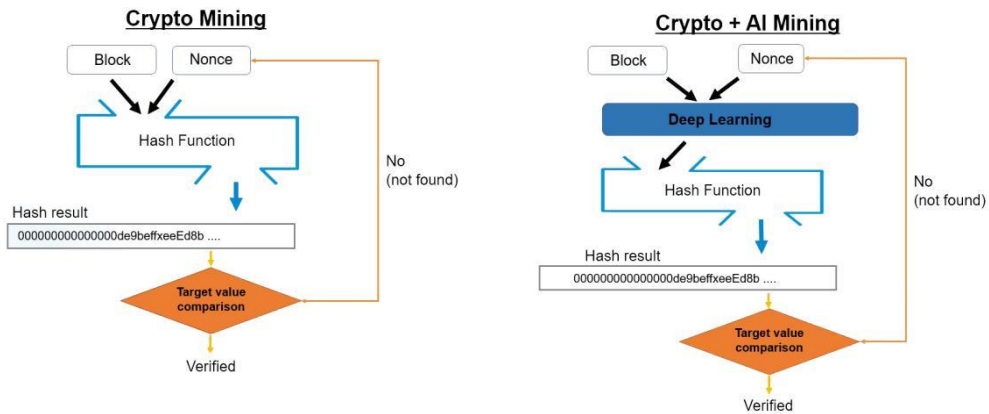 Crypto Mining
Block
Nonce
Hash Function
No
(not found)
Hash result
000000000000000de9beffxeeEd8b ....
Target value
comparison
Verified
Crypto + AI Mining
Block
Nonce
Deep Learning
Hash Function
No
(not found)
Hash result
000000000000000de9beffxeeEd8b ....
Target value
comparison
Verified